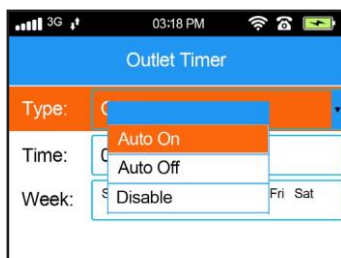 3G 03:18 PM
Outlet Timer
Type:
Auto On
Time:
Auto Off
Week:
Disable
Fri Sat